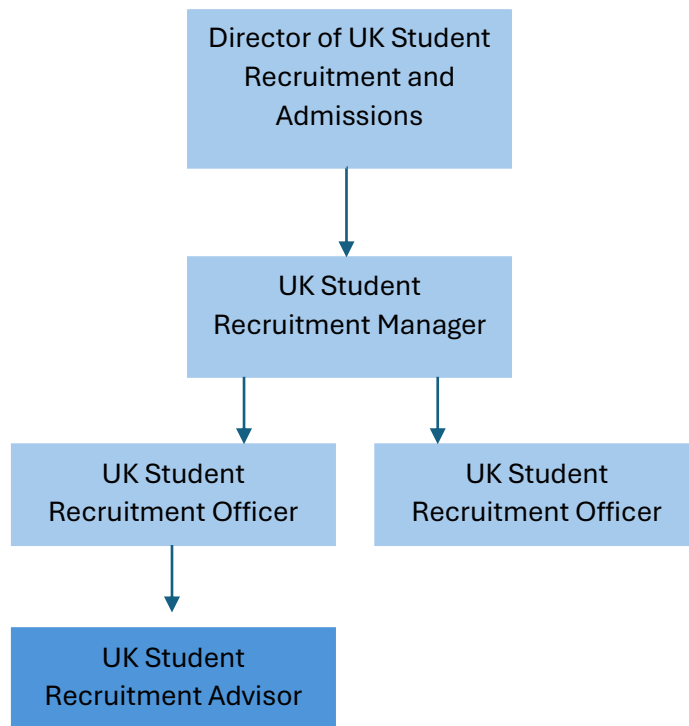 Director of UK Student
Recruitment and
Admissions
UK Student
Recruitment Manager
UK Student
Recruitment Officer
UK Student
Recruitment Officer
UK Student
Recruitment Advisor